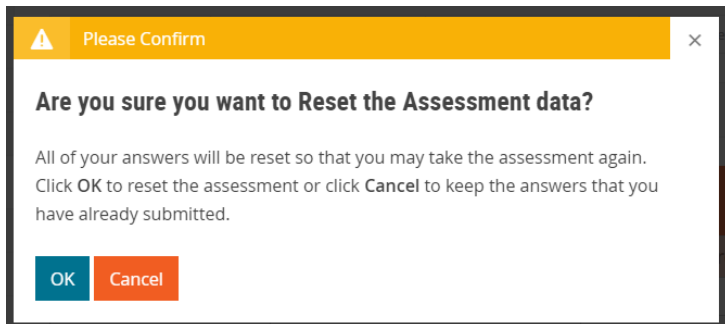 Please Confirm
Are you sure you want to Reset the Assessment data?
All of your answers will be reset so that you may take the assessment again.
Click OK to reset the assessment or click Cancel to keep the answers that you
have already submitted.
OK
Cancel